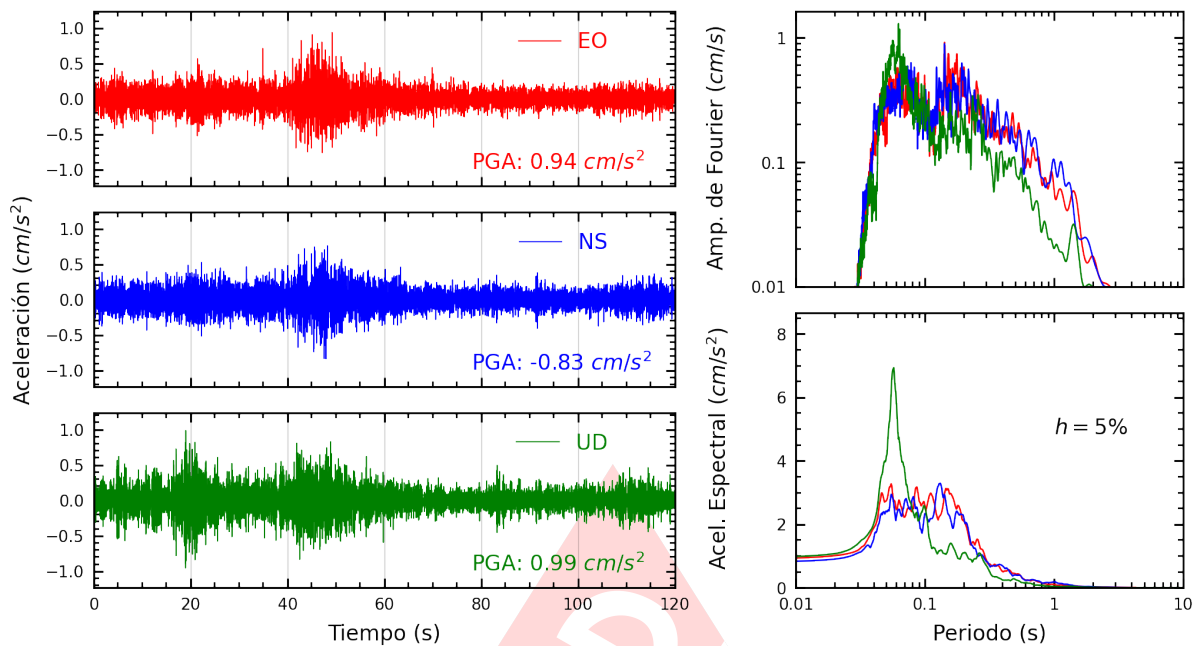 Aceleración (cm/s²)
1.0
0.5
0.0
−0.5
−1.0
EO
PGA: 0.94 cm/s²
1.0
0.5
0.0
−0.5
−1.0
NS
PGA: -0.83 cm/s²
1.0
0.5
0.0
−0.5
−1.0
UD
PGA: 0.99 cm/s²
0 20 40 60 80 100 120
Tiempo (s)
Amp. de Fourier (cm/s)
1
0.1
0.01
Acel. Espectral (cm/s²)
8
6
4
2
0
h = 5%
0.01 0.1 1 10
Periodo (s)